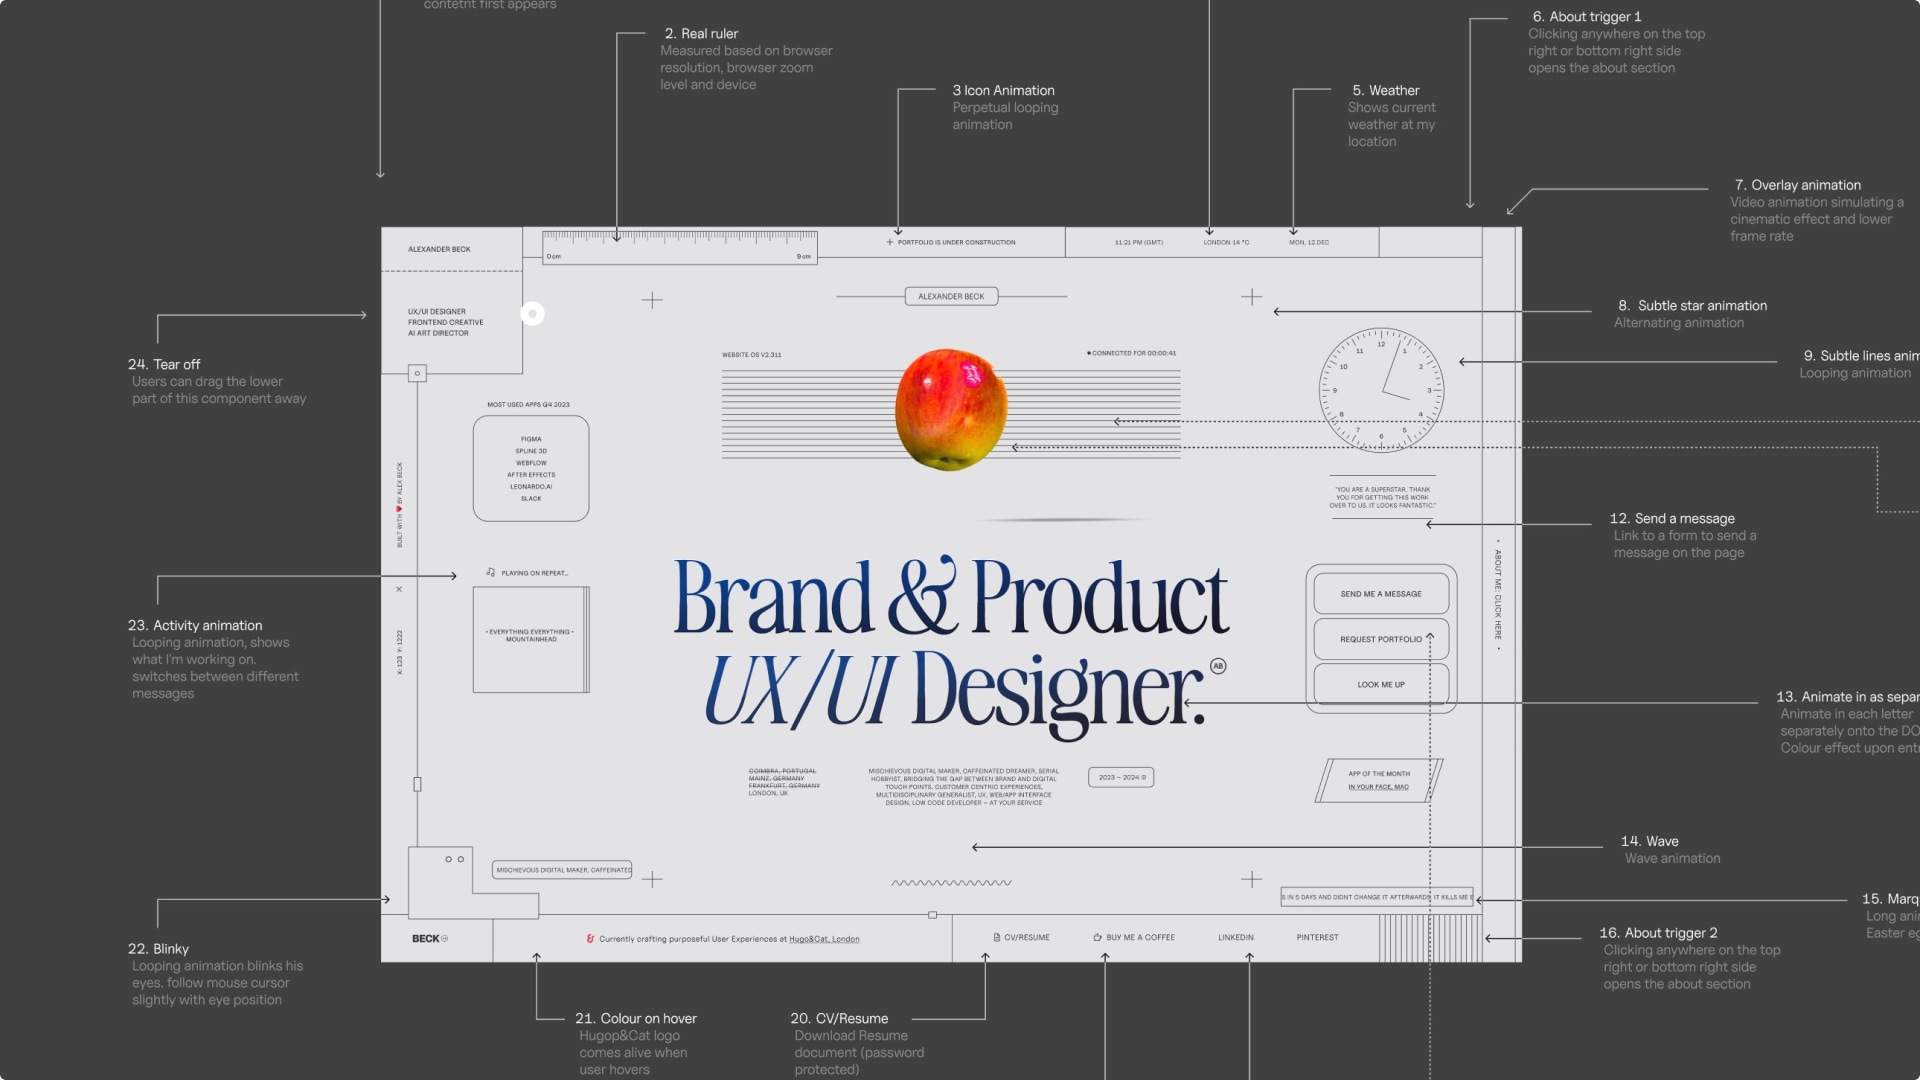 contetnt first appears
2. Real ruler
Measured based on browser
resolution, browser zoom
level and device
3 Icon Animation
Perpetual looping
animation
5. Weather
Shows current
weather at my
location
6. About trigger 1
Clicking anywhere on the top
right or bottom right side
opens the about section
7. Overlay animation
Video animation simulating a
cinematic effect and lower
frame rate
8. Subtle star animation
Alternating animation
9. Subtle lines anim
Looping animation
12. Send a message
Link to a form to send a
message on the page
13. Animate in as separ
Animate in each letter
separately onto the DO
Colour effect upon entr
14. Wave
Wave animation
15. Marq
Long anir
Easter eg
16. About trigger 2
Clicking anywhere on the top
right or bottom right side
opens the about section
20. CV/Resume
Download Resume
document (password
protected)
21. Colour on hover
Hugop&Cat logo
comes alive when
user hovers
22. Blinky
Looping animation blinks his
eyes. follow mouse cursor
slightly with eye position
23. Activity animation
Looping animation, shows
what I'm working on.
switches between different
messages
24. Tear off
Users can drag the lower
part of this component away
ALEXANDER BECK
UX/UI DESIGNER
FRONTEND CREATIVE
AI ART DIRECTOR
0cm 9cm
PORTFOLIO IS UNDER CONSTRUCTION
11:21 PM (GMT) LONDON 14 °C MON, 12.DEC
ALEXANDER BECK
WEBSITE OS V2.311
CONNECTED FOR 00:00:41
12
1
2
3
4
5
6
7
8
9
10
11
MOST USED APPS Q4 2023
FIGMA
SPLINE 3D
WEBFLOW
AFTER EFFECTS
LEONARDO.AI
SLACK
BUILT WITH ❤ BY ALEX BECK
X: 123 Y: 1222
PLAYING ON REPEAT...
• EVERYTHING EVERYTHING •
MOUNTAINHEAD
"YOU ARE A SUPERSTAR, THANK
YOU FOR GETTING THIS WORK
OVER TO US. IT LOOKS FANTASTIC."
Brand & Product
UX/UI Designer.
AB
SEND ME A MESSAGE
REQUEST PORTFOLIO
LOOK ME UP
• ABOUT ME: CLICK HERE •
COIMBRA, PORTUGAL
MAINZ, GERMANY
FRANKFURT, GERMANY
LONDON, UK
MISCHIEVOUS DIGITAL MAKER, CAFFEINATED DREAMER, SERIAL
HOBBYIST, BRIDGING THE GAP BETWEEN BRAND AND DIGITAL
TOUCH POINTS, CUSTOMER CENTRIC EXPERIENCES,
MULTIDISCIPLINARY GENERALIST, UX, WEB/APP INTERFACE
DESIGN, LOW CODE DEVELOPER – AT YOUR SERVICE
2023 – 2024 ©
APP OF THE MONTH
IN YOUR FACE, MAC
MISCHIEVOUS DIGITAL MAKER, CAFFEINATED
S IN 5 DAYS AND DIDNT CHANGE IT AFTERWARDS, IT KILLS ME
BECK
& Currently crafting purposeful User Experiences at Hugo&Cat, London
CV/RESUME
BUY ME A COFFEE
LINKEDIN
PINTEREST